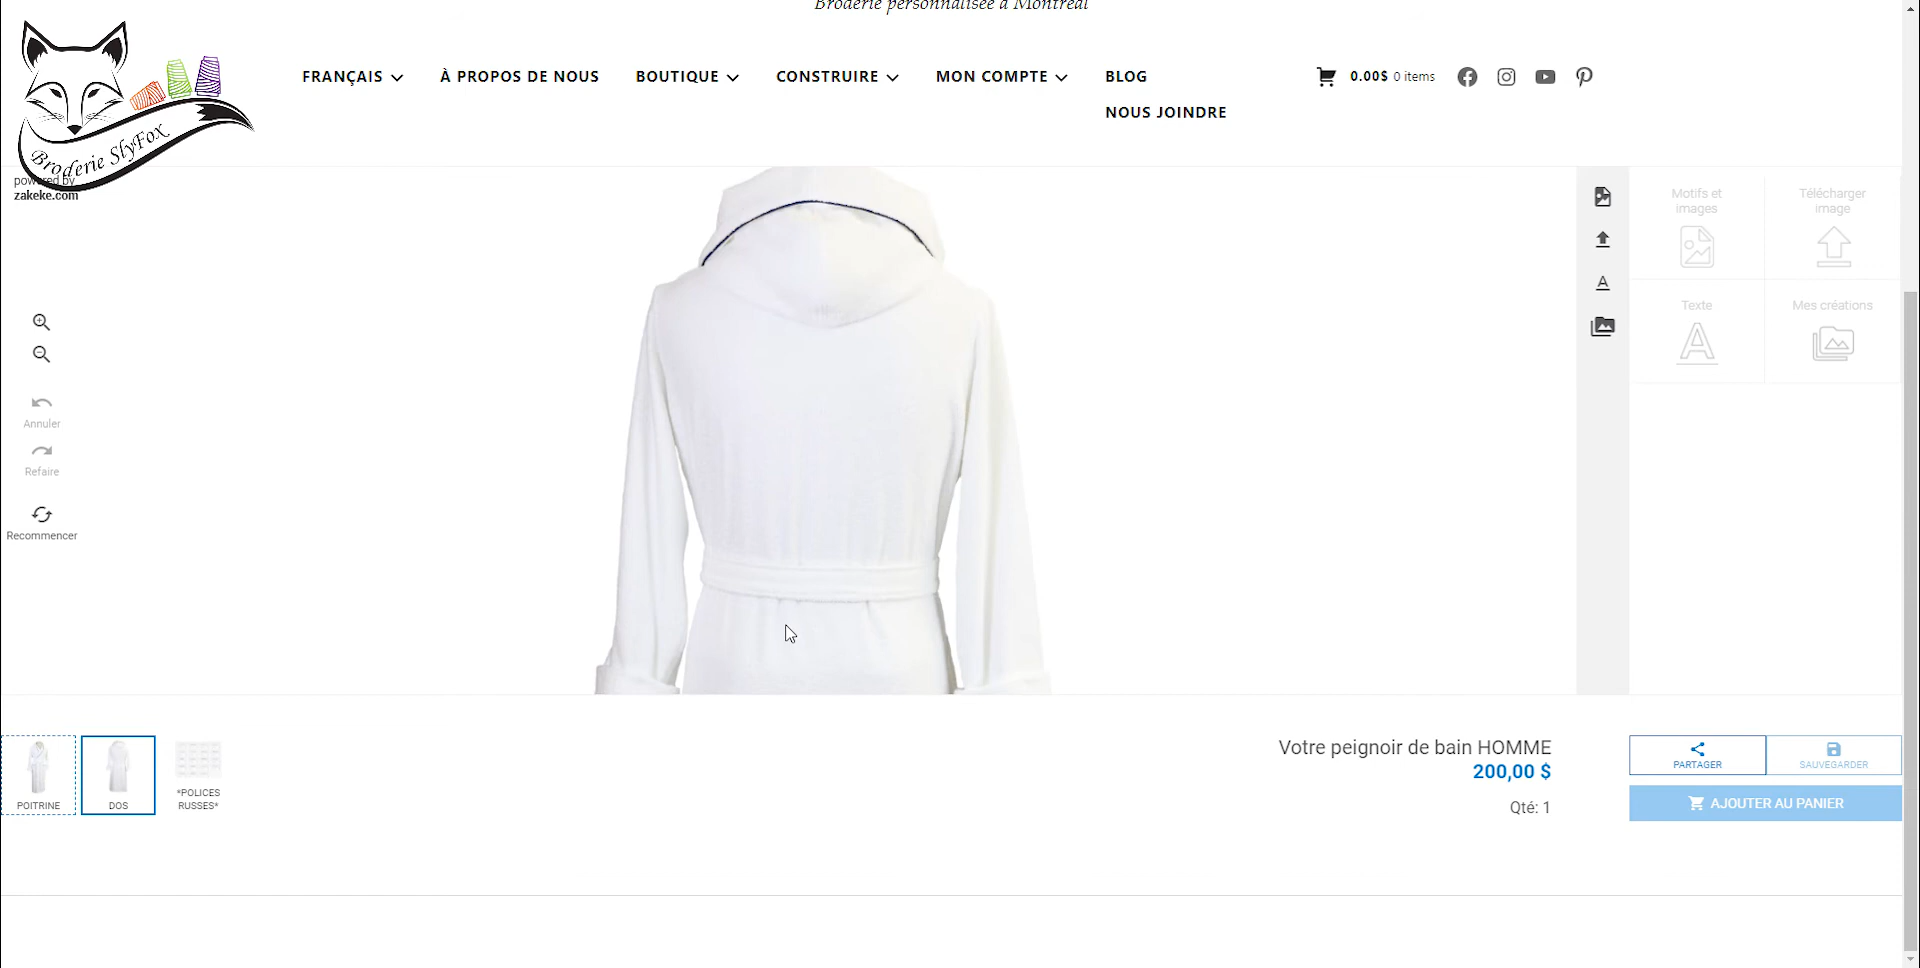 Broderie personnalisée à Montréal
FRANÇAIS
À PROPOS DE NOUS
BOUTIQUE
CONSTRUIRE
MON COMPTE
BLOG
NOUS JOINDRE
0.00$ 0 items
Broderie SlyFox
powered by
zakeke.com
Motifs et
images
Télécharger
image
Texte
Mes créations
Annuler
Refaire
Recommencer
POITRINE
DOS
*POLICES
RUSSES*
Votre peignoir de bain HOMME
200,00 $
Qté: 1
PARTAGER
SAUVEGARDER
AJOUTER AU PANIER